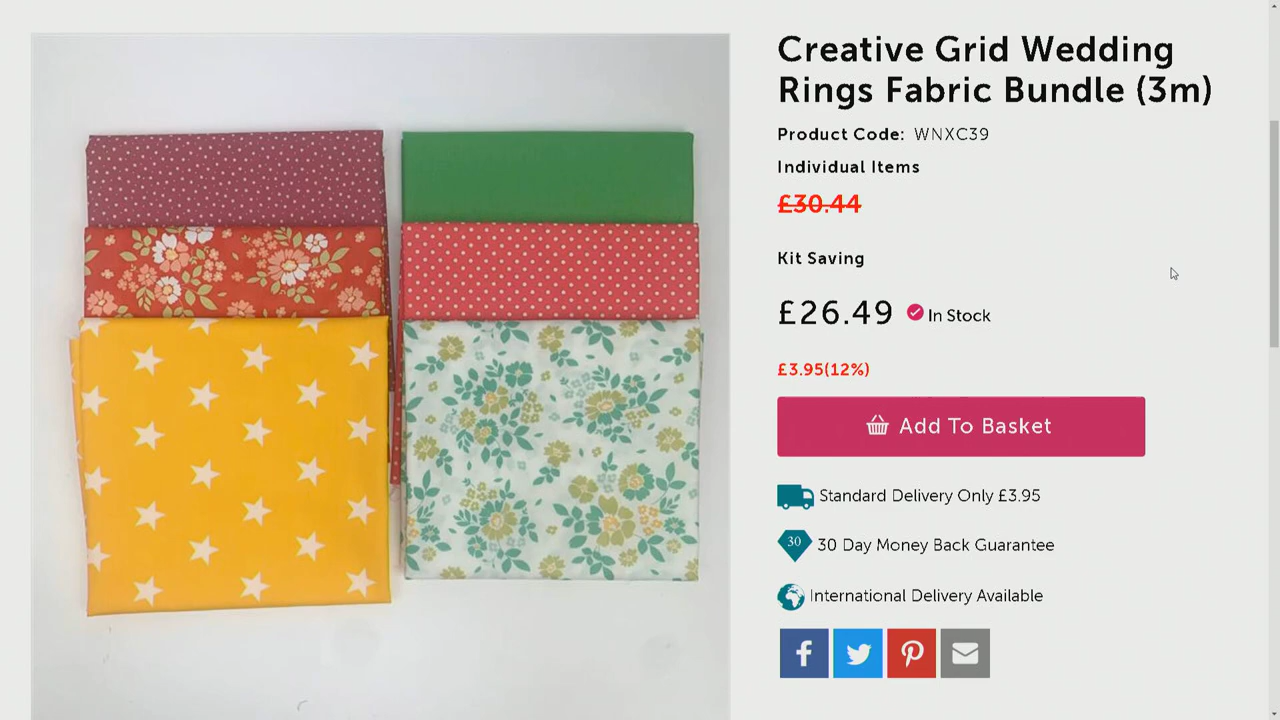 Creative Grid Wedding
Rings Fabric Bundle (3m)
Product Code: WNXC39
Individual Items
£30.44
Kit Saving
£26.49 In Stock
£3.95(12%)
Add To Basket
Standard Delivery Only £3.95
30 30 Day Money Back Guarantee
International Delivery Available